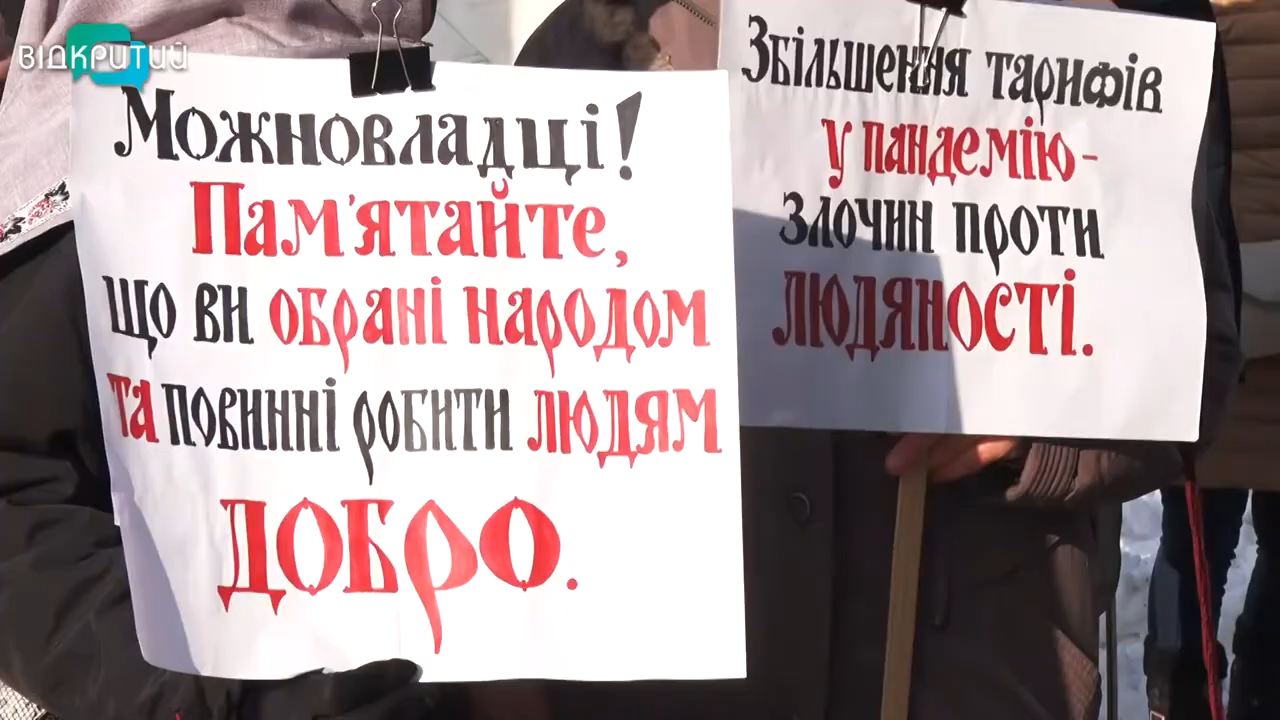 ВІДКРИТИЙ
Можновладці!
Пам'ятайте,
що ви обрані народом
та повинні робити людям
добро.
Збільшення тарифів
у пандемію-
злочин проти
людяності.